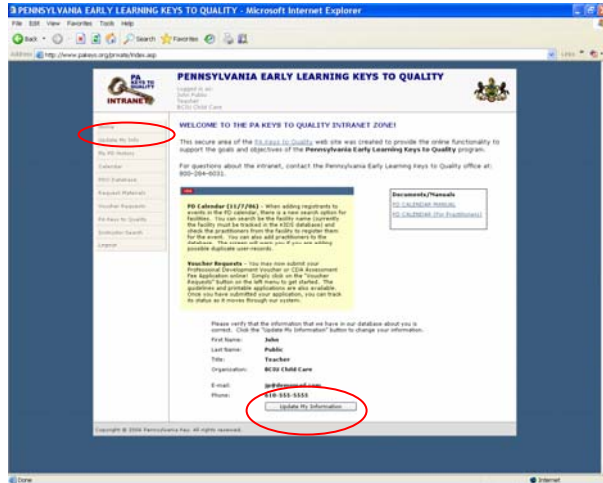 PENNSYLVANIA EARLY LEARNING KEYS TO QUALITY - Microsoft Internet Explorer
File Edit View Favorites Tools Help
Back Search Favorites
Address http://www.pakeys.org/private/index.asp Links
PA KEYS TO QUALITY INTRANET
PENNSYLVANIA EARLY LEARNING KEYS TO QUALITY
Logged in as:
John Public
Teacher
BCIU Child Care
Home
Update My Info
My PD History
Calendar
PDO Database
Request Materials
Voucher Requests
PA Keys to Quality
Instructor Search
Logout
WELCOME TO THE PA KEYS TO QUALITY INTRANET ZONE!
This secure area of the PA Keys to Quality web site was created to provide the online functionality to
support the goals and objectives of the Pennsylvania Early Learning Keys to Quality program.
For questions about the intranet, contact the Pennsylvania Early Learning Keys to Quality office at:
800-284-6031.
PD Calendar (11/7/06) - When adding registrants to
events in the PD calendar, there is a new search option for
facilities. You can search by the facility name (currently
the facility must be tracked in the KIDS database) and
check the practitioners from the facility to register them
for the event. You can also add practitioners to the
database. The screen will warn you if you are adding
possible duplicate user-records.
Voucher Requests - You may now submit your
Professional Development Voucher or CDA Assessment
Fee Application online! Simply click on the "Voucher
Requests" button on the left menu to get started. The
guidelines and printable applications are also available.
Once you have submitted your application, you can track
its status as it moves through our system.
Documents/Manuals
PD CALENDAR MANUAL
PD CALENDAR (For Practitioners)
Please verify that the information that we have in our database about you is
correct. Click the "Update My Information" button to change your information.
First Name: John
Last Name: Public
Title: Teacher
Organization: BCIU Child Care
E-mail:
Phone: 610-555-5555
Update My Information
Copyright © 2006 Pennsylvania Key. All rights reserved.
Done Internet